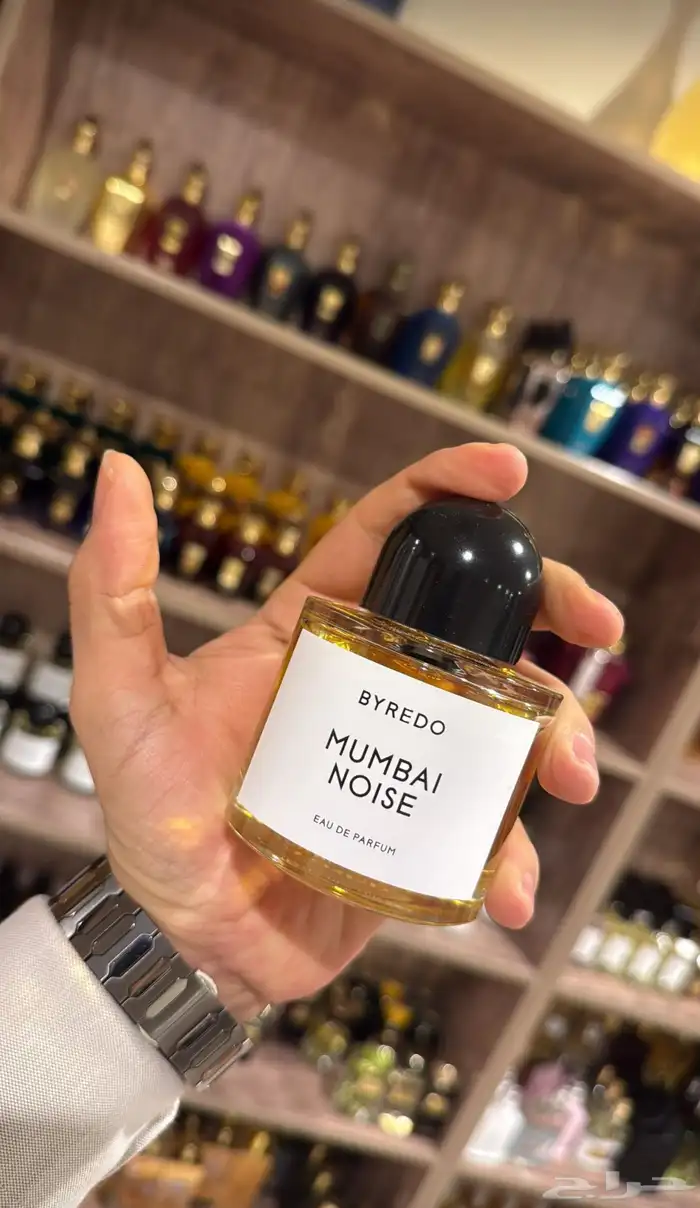 BYREDO
MUMBAI
NOISE
EAU DE PARFUM
حراج